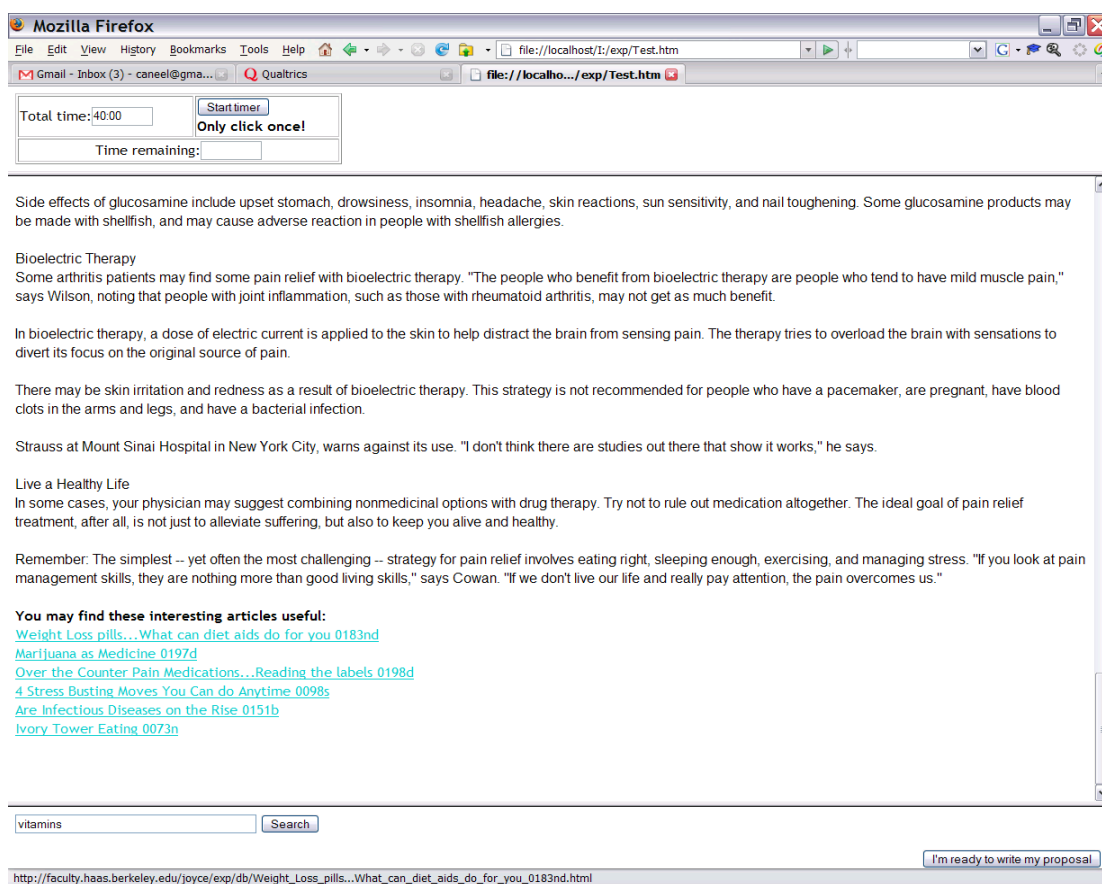 Mozilla Firefox
File Edit View History Bookmarks Tools Help file://localhost/I:/exp/Test.htm G
Gmail - Inbox (3) - caneel@gma... Qualtrics file://localho.../exp/Test.htm
Total time: 40:00 Start timer
Only click once!
Time remaining:
Side effects of glucosamine include upset stomach, drowsiness, insomnia, headache, skin reactions, sun sensitivity, and nail toughening. Some glucosamine products may
be made with shellfish, and may cause adverse reaction in people with shellfish allergies.
Bioelectric Therapy
Some arthritis patients may find some pain relief with bioelectric therapy. "The people who benefit from bioelectric therapy are people who tend to have mild muscle pain,"
says Wilson, noting that people with joint inflammation, such as those with rheumatoid arthritis, may not get as much benefit.
In bioelectric therapy, a dose of electric current is applied to the skin to help distract the brain from sensing pain. The therapy tries to overload the brain with sensations to
divert its focus on the original source of pain.
There may be skin irritation and redness as a result of bioelectric therapy. This strategy is not recommended for people who have a pacemaker, are pregnant, have blood
clots in the arms and legs, and have a bacterial infection.
Strauss at Mount Sinai Hospital in New York City, warns against its use. "I don't think there are studies out there that show it works," he says.
Live a Healthy Life
In some cases, your physician may suggest combining nonmedicinal options with drug therapy. Try not to rule out medication altogether. The ideal goal of pain relief
treatment, after all, is not just to alleviate suffering, but also to keep you alive and healthy.
Remember: The simplest -- yet often the most challenging -- strategy for pain relief involves eating right, sleeping enough, exercising, and managing stress. "If you look at pain
management skills, they are nothing more than good living skills," says Cowan. "If we don't live our life and really pay attention, the pain overcomes us."
You may find these interesting articles useful:
Weight Loss pills...What can diet aids do for you 0183nd
Marijuana as Medicine 0197d
Over the Counter Pain Medications...Reading the labels 0198d
4 Stress Busting Moves You Can do Anytime 0098s
Are Infectious Diseases on the Rise 0151b
Ivory Tower Eating 0073n
vitamins Search
I'm ready to write my proposal
http://faculty.haas.berkeley.edu/joyce/exp/db/Weight_Loss_pills...What_can_diet_aids_do_for_you_0183nd.html